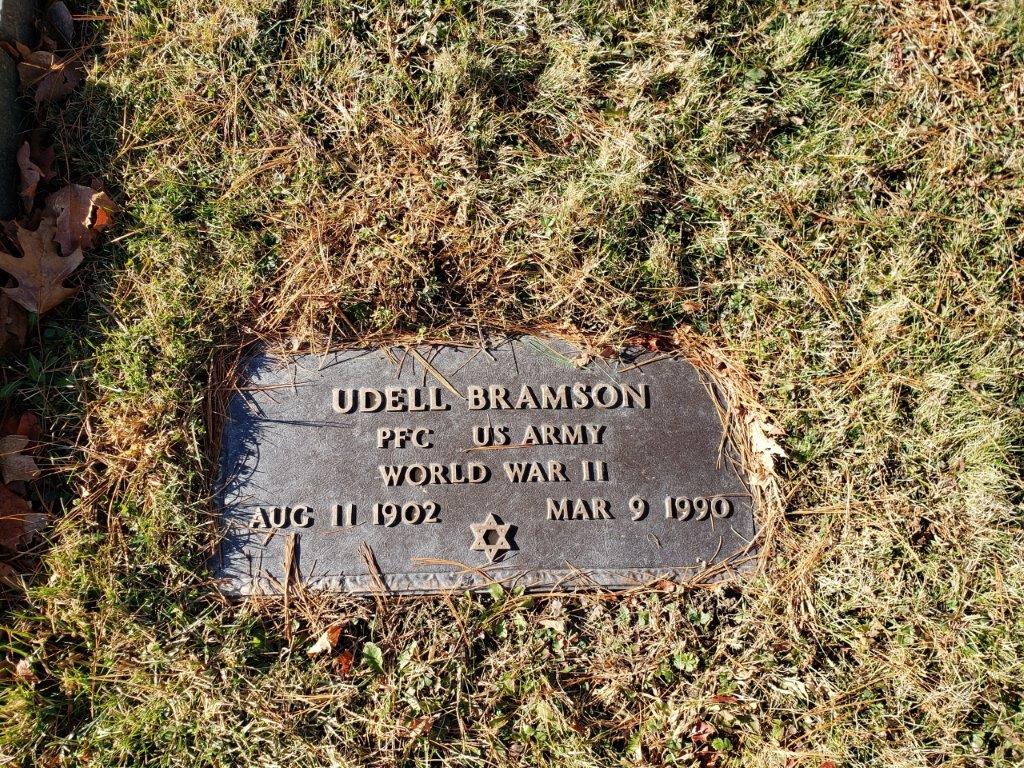 UDELL BRAMSON
PFC US ARMY
WORLD WAR II
AUG 11 1902 MAR 9 1990